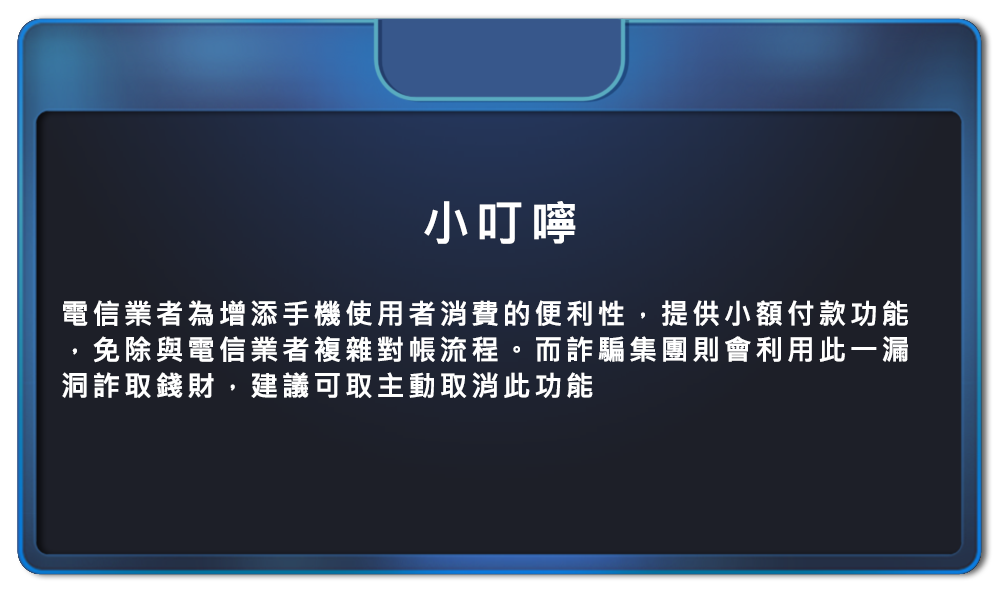 小叮嚀
電信業者為增添手機使用者消費的便利性，提供小額付款功能
，免除與電信業者複雜對帳流程。而詐騙集團則會利用此一漏
洞詐取錢財，建議可取主動取消此功能